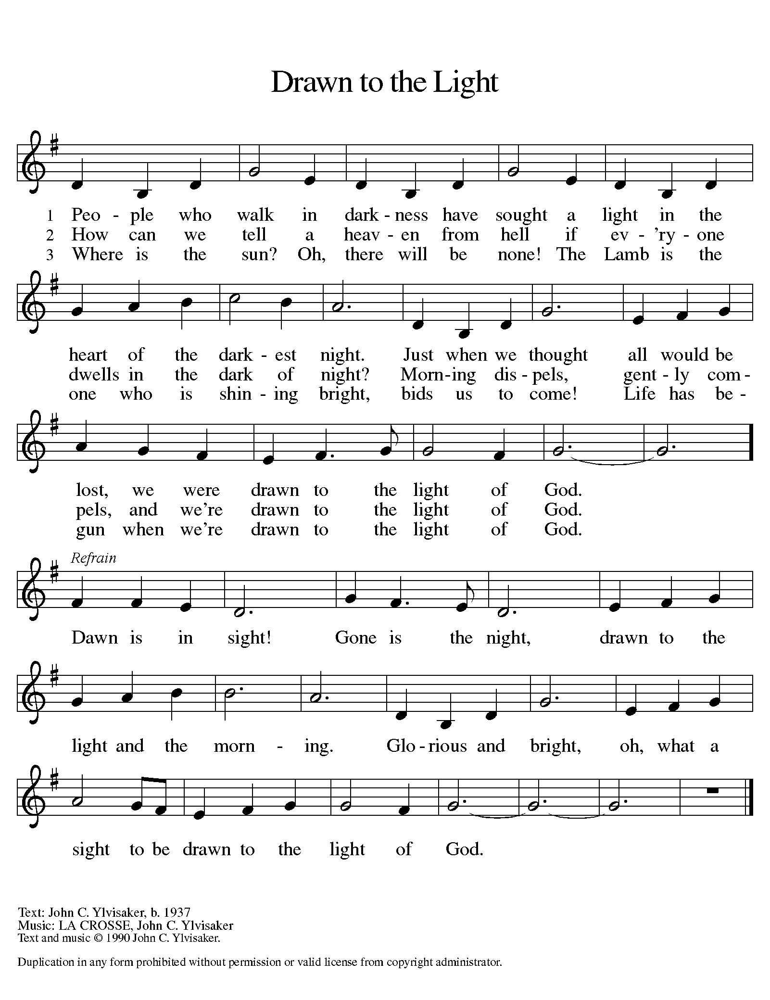 Drawn to the Light
1 Peo - ple who walk in dark - ness have sought a light in the
2 How can we tell a heav - en from hell if ev - 'ry - one
3 Where is the sun? Oh, there will be none! The Lamb is the
heart of the dark - est night. Just when we thought all would be
dwells in the dark of night? Morn - ing dis - pels, gent - ly com -
one who is shin - ing bright, bids us to come! Life has be -
lost, we were drawn to the light of God.
pels, and we're drawn to the light of God.
gun when we're drawn to the light of God.
Refrain
Dawn is in sight! Gone is the night, drawn to the
light and the morn - ing. Glo - rious and bright, oh, what a
sight to be drawn to the light of God.
Text: John C. Ylvisaker, b. 1937
Music: LA CROSSE, John C. Ylvisaker
Text and music © 1990 John C. Ylvisaker.
Duplication in any form prohibited without permission or valid license from copyright administrator.